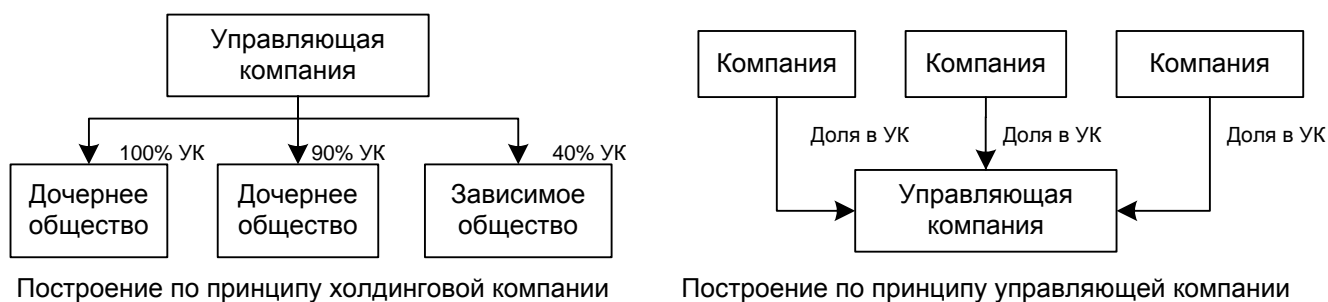 Управляющая
компания
100% УК
90% УК
40% УК
Дочернее
общество
Дочернее
общество
Зависимое
общество
Построение по принципу холдинговой компании
Компания
Компания
Компания
Доля в УК
Доля в УК
Доля в УК
Управляющая
компания
Построение по принципу управляющей компании